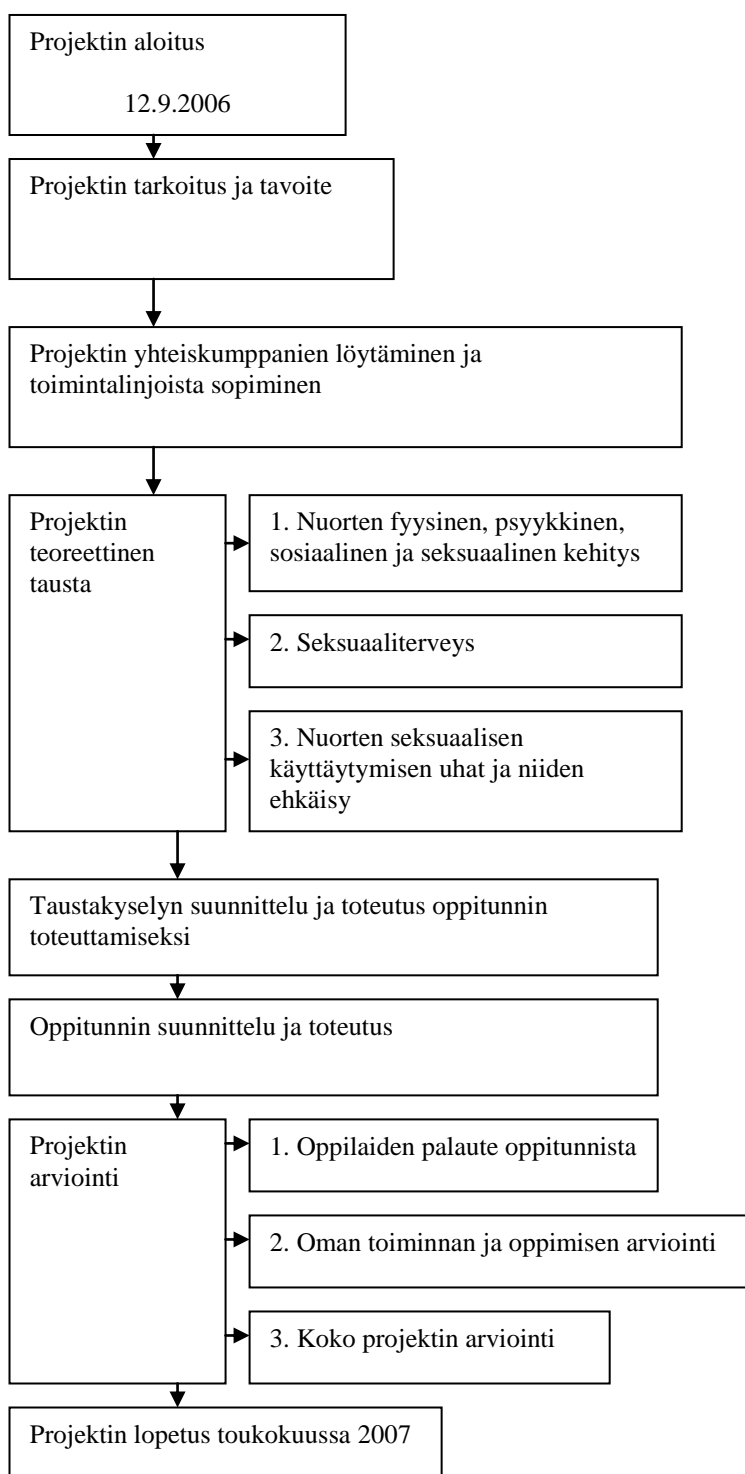 Projektin aloitus
12.9.2006
Projektin tarkoitus ja tavoite
Projektin yhteiskumppanien löytäminen ja
toimintalinjoista sopiminen
Projektin
teoreettinen
tausta
1. Nuorten fyysinen, psyykkinen,
sosiaalinen ja seksuaalinen kehitys
2. Seksuaaliterveys
3. Nuorten seksuaalisen
käyttäytymisen uhat ja niiden
ehkäisy
Taustakyselyn suunnittelu ja toteutus oppitunnin
toteuttamiseksi
Oppitunnin suunnittelu ja toteutus
Projektin
arviointi
1. Oppilaiden palaute oppitunnista
2. Oman toiminnan ja oppimisen arviointi
3. Koko projektin arviointi
Projektin lopetus toukokuussa 2007